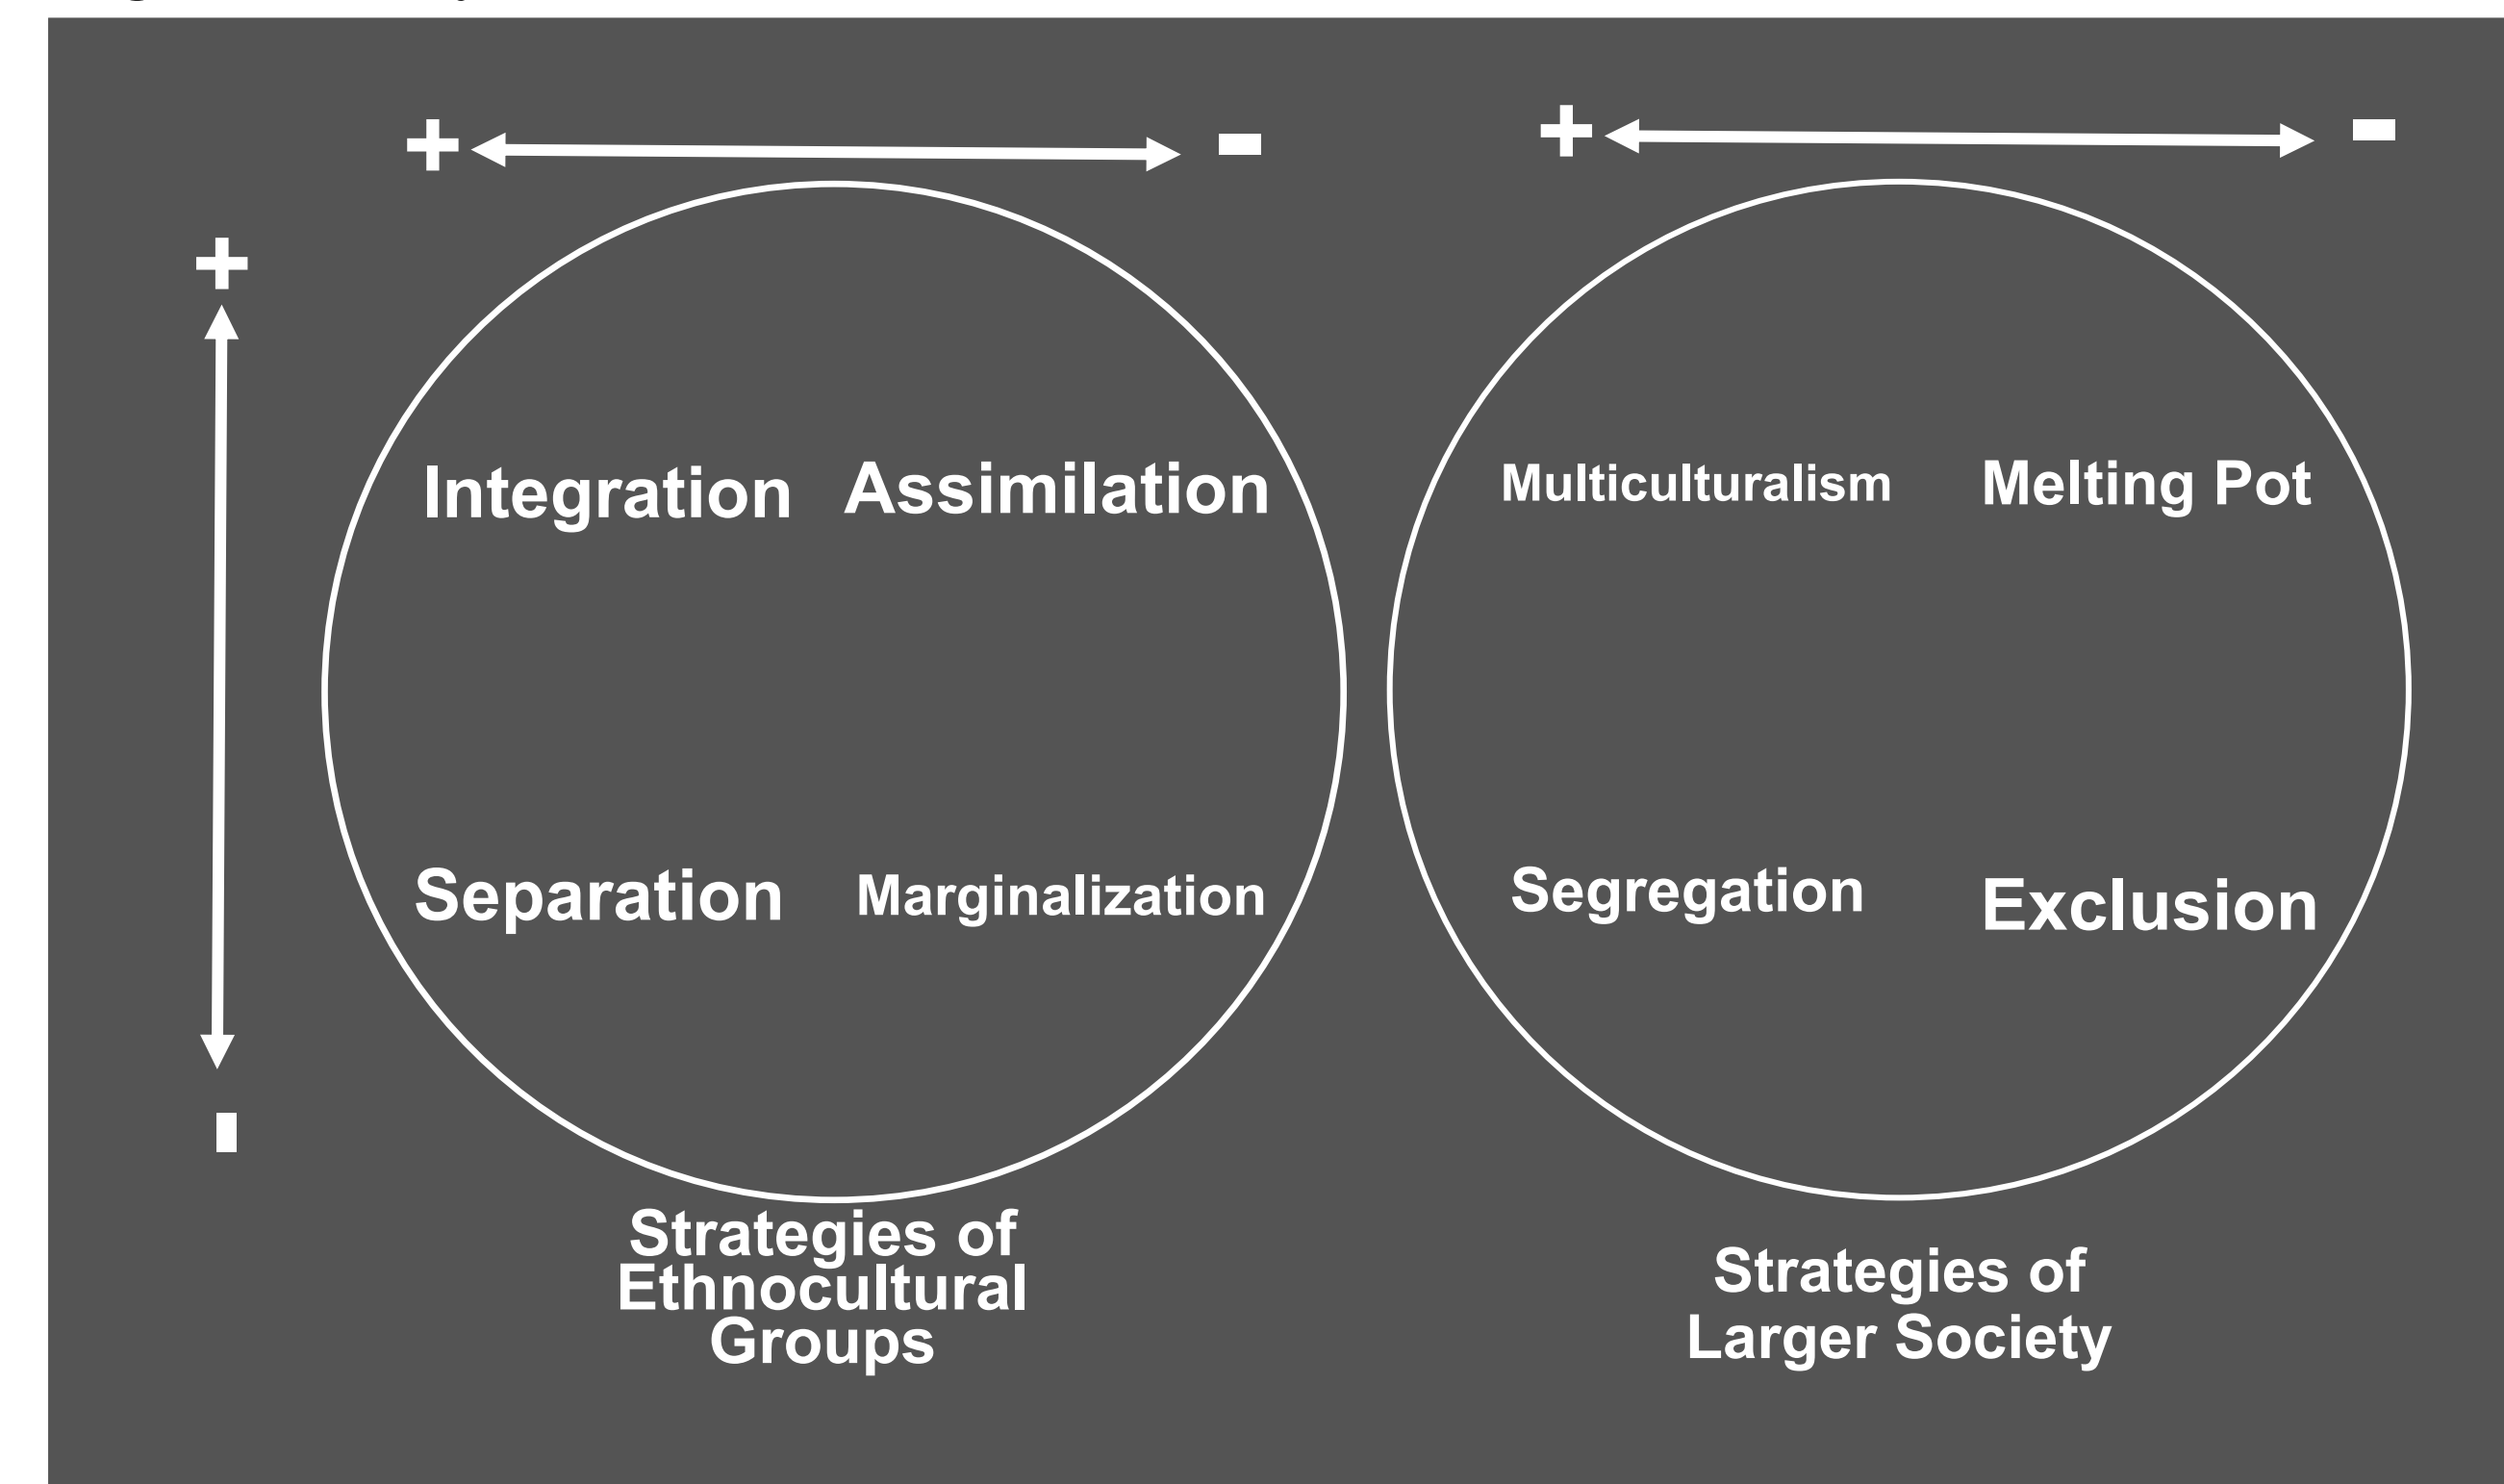 + -
+ -
+
Integration Assimilation
Multiculturalism Melting Pot
Separation Marginalization
Segregation Exclusion
-
Strategies of
Ethnocultural
Groups
Strategies of
Larger Society